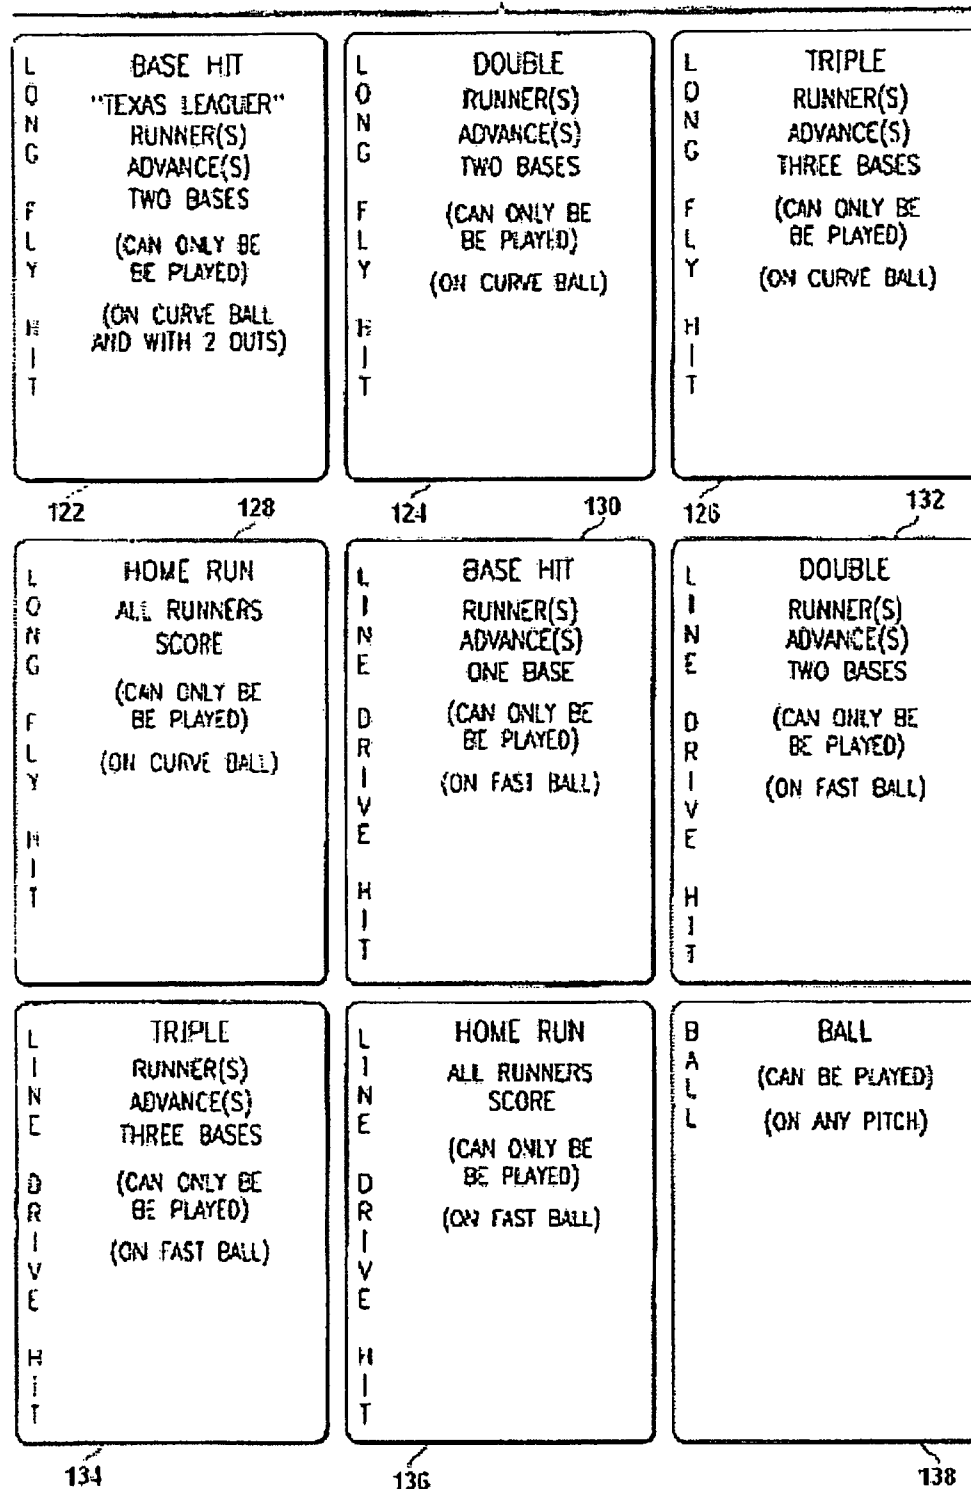 LONG FLY HIT
BASE HIT
"TEXAS LEAGUER"
RUNNER(S)
ADVANCE(S)
TWO BASES
(CAN ONLY BE
BE PLAYED)
(ON CURVE BALL
AND WITH 2 OUTS)
122
LONG FLY HIT
DOUBLE
RUNNER(S)
ADVANCE(S)
TWO BASES
(CAN ONLY BE
BE PLAYED)
(ON CURVE BALL)
124
LONG FLY HIT
TRIPLE
RUNNER(S)
ADVANCE(S)
THREE BASES
(CAN ONLY BE
BE PLAYED)
(ON CURVE BALL)
126
128
LONG FLY HIT
HOME RUN
ALL RUNNERS
SCORE
(CAN ONLY BE
BE PLAYED)
(ON CURVE BALL)
130
LINE DRIVE HIT
BASE HIT
RUNNER(S)
ADVANCE(S)
ONE BASE
(CAN ONLY BE
BE PLAYED)
(ON FAST BALL)
132
LINE DRIVE HIT
DOUBLE
RUNNER(S)
ADVANCE(S)
TWO BASES
(CAN ONLY BE
BE PLAYED)
(ON FAST BALL)
LINE DRIVE HIT
TRIPLE
RUNNER(S)
ADVANCE(S)
THREE BASES
(CAN ONLY BE
BE PLAYED)
(ON FAST BALL)
134
LINE DRIVE HIT
HOME RUN
ALL RUNNERS
SCORE
(CAN ONLY BE
BE PLAYED)
(ON FAST BALL)
136
BALL
BALL
(CAN BE PLAYED)
(ON ANY PITCH)
138